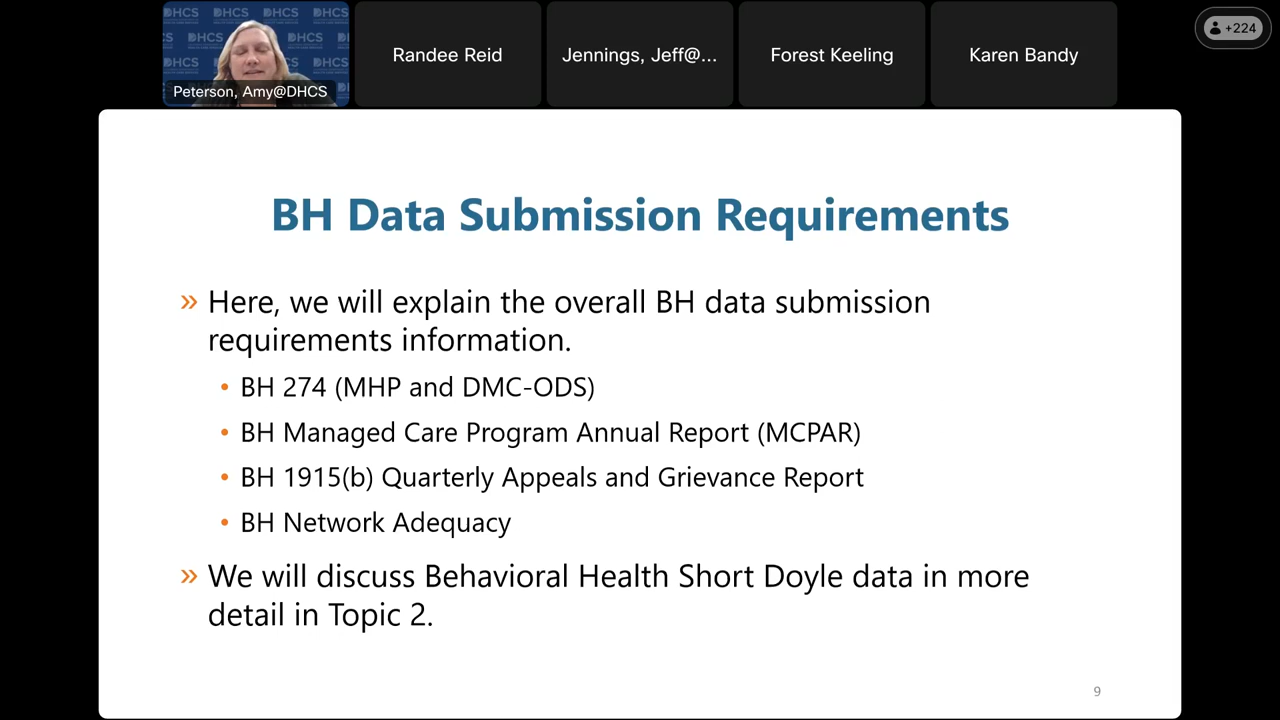 DHCS
Peterson, Amy@DHCS
Randee Reid
Jennings, Jeff@...
Forest Keeling
Karen Bandy
+224
BH Data Submission Requirements
» Here, we will explain the overall BH data submission
requirements information.
• BH 274 (MHP and DMC-ODS)
• BH Managed Care Program Annual Report (MCPAR)
• BH 1915(b) Quarterly Appeals and Grievance Report
• BH Network Adequacy
» We will discuss Behavioral Health Short Doyle data in more
detail in Topic 2.
9